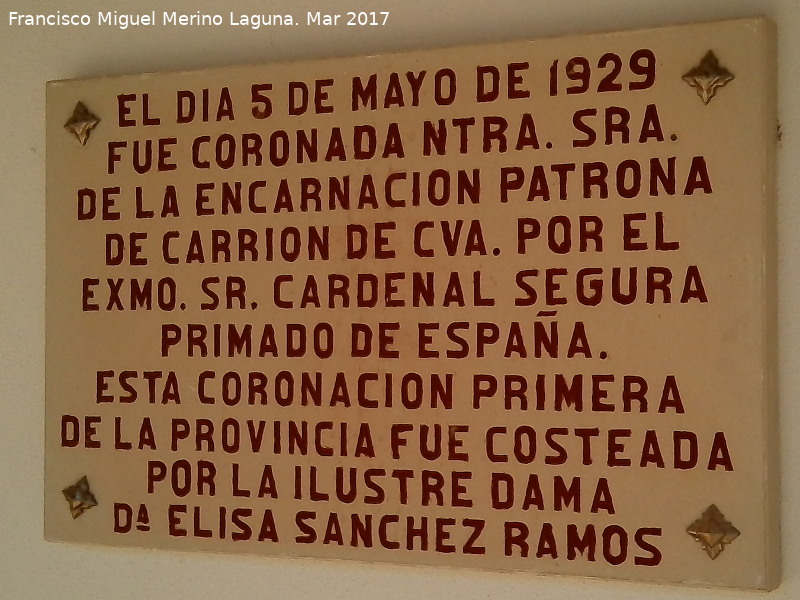 Francisco Miguel Merino Laguna. Mar 2017
EL DIA 5 DE MAYO DE 1929
FUE CORONADA NTRA. SRA.
DE LA ENCARNACION PATRONA
DE CARRION DE CVA. POR EL
EXMO. SR. CARDENAL SEGURA
PRIMADO DE ESPAÑA.
ESTA CORONACION PRIMERA
DE LA PROVINCIA FUE COSTEADA
POR LA ILUSTRE DAMA
Dª ELISA SANCHEZ RAMOS